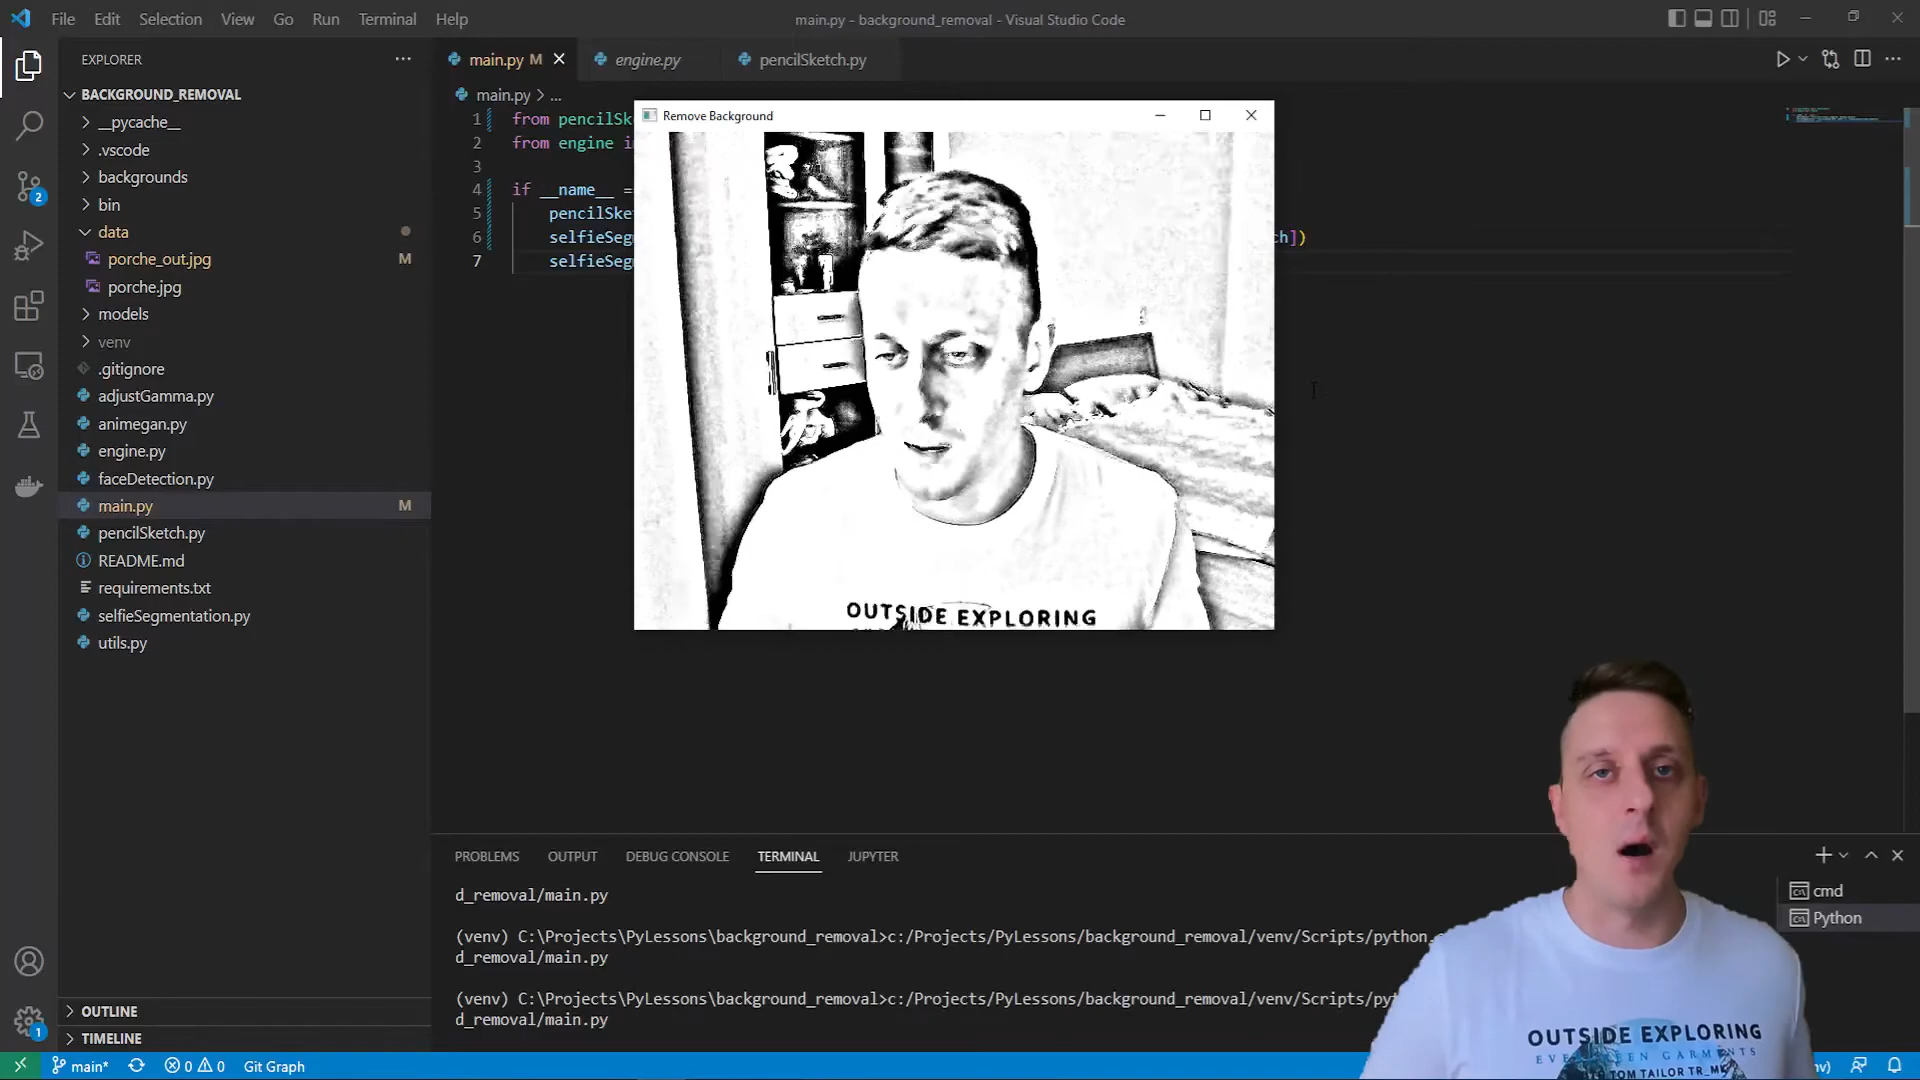 File Edit Selection View Go Run Terminal Help
main.py - background_removal - Visual Studio Code
EXPLORER
BACKGROUND_REMOVAL
__pycache__
.vscode
backgrounds
bin
data
porche_out.jpg M
porche.jpg
models
venv
.gitignore
adjustGamma.py
animegan.py
engine.py
faceDetection.py
main.py M
pencilSketch.py
README.md
requirements.txt
selfieSegmentation.py
utils.py
OUTLINE
TIMELINE
2
1
main.py M
engine.py
pencilSketch.py
main.py > ...
1 from pencilSk
2 from engine i
3
4 if __name__ =
5 pencilSke
6 selfieSeg ch])
7 selfieSeg
Remove Background
OUTSIDE EXPLORING
PROBLEMS OUTPUT DEBUG CONSOLE TERMINAL JUPYTER
cmd
Python
d_removal/main.py
(venv) C:\Projects\PyLessons\background_removal>c:/Projects/PyLessons/background_removal/venv/Scripts/python.
d_removal/main.py
(venv) C:\Projects\PyLessons\background_removal>c:/Projects/PyLessons/background_removal/venv/Scripts/pyt
d_removal/main.py
OUTSIDE EXPLORING
EVERGREEN GARMENTS
TOM TAILOR
main* 0 0 Git Graph